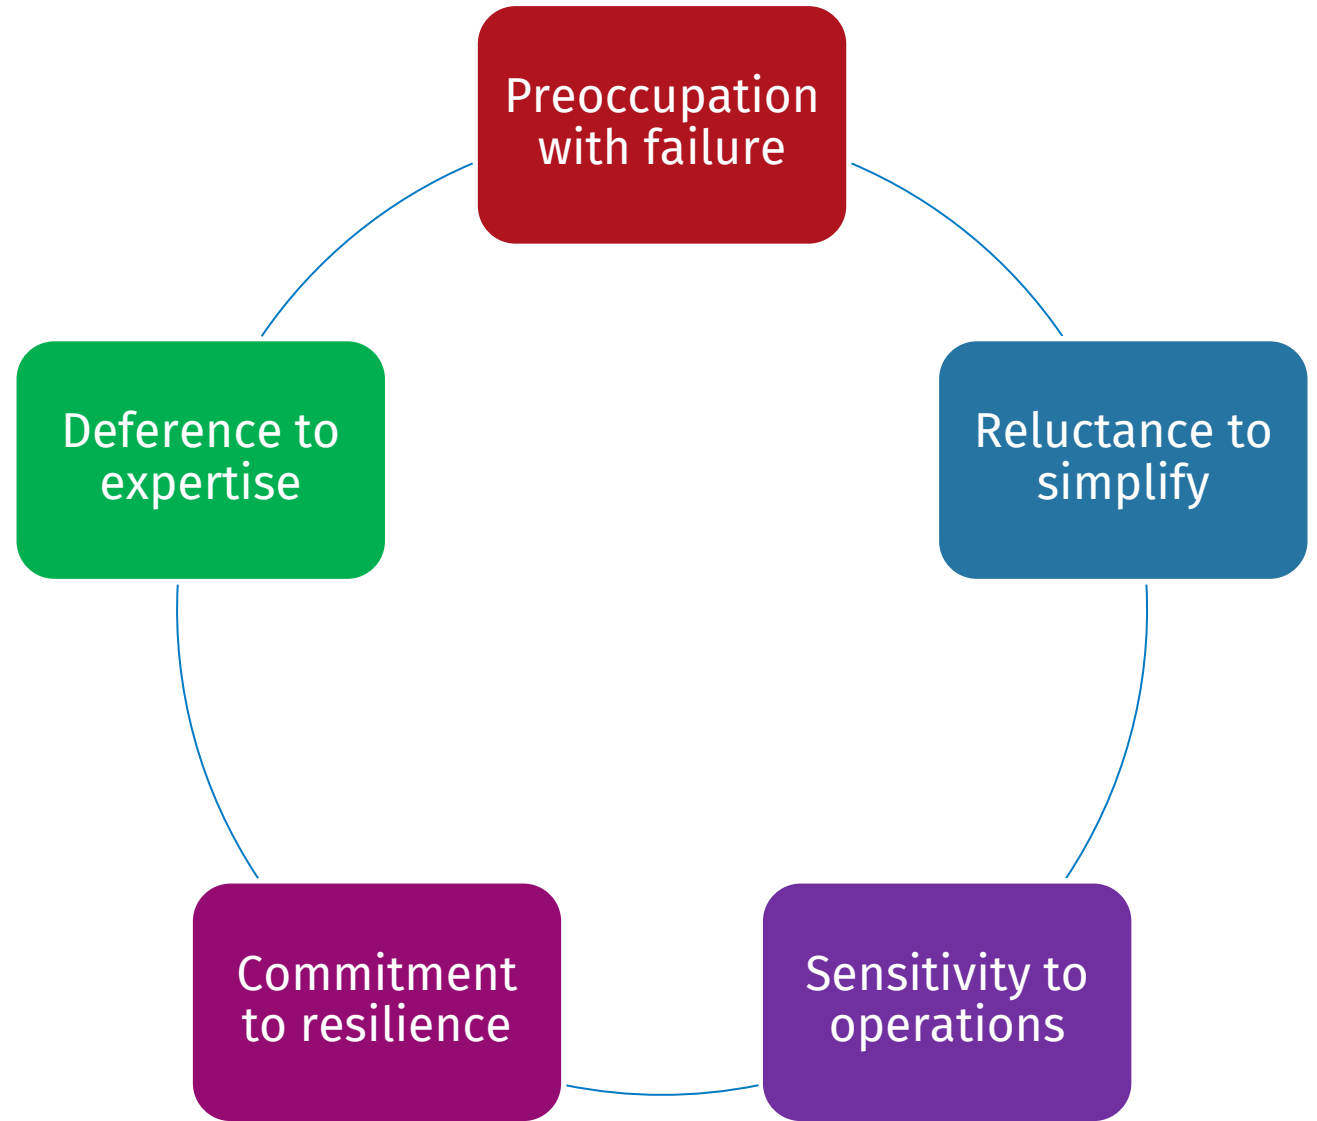 Preoccupation
with failure
Reluctance to
simplify
Sensitivity to
operations
Commitment
to resilience
Deference to
expertise